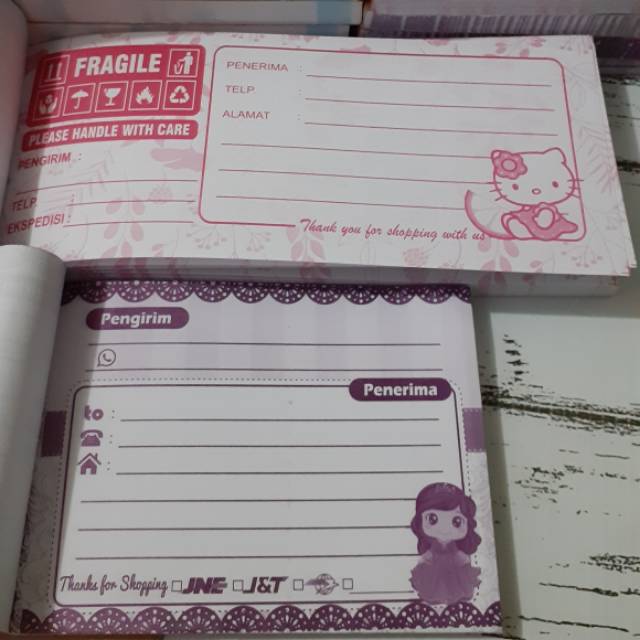 FRAGILE
PLEASE HANDLE WITH CARE
PENGIRIM :
TELP
EKSPEDISI :
PENERIMA :
TELP :
ALAMAT :
Thank you for shopping with us
Pengirim
Penerima
to :
:
:
Thanks for Shopping JNE J&T